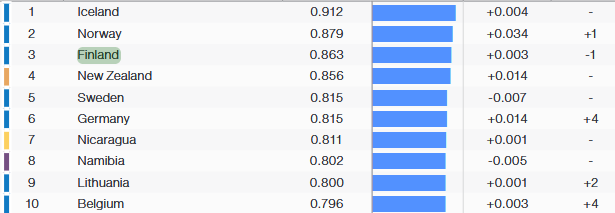 1 Iceland 0.912 +0.004 -
2 Norway 0.879 +0.034 +1
3 Finland 0.863 +0.003 -1
4 New Zealand 0.856 +0.014 -
5 Sweden 0.815 -0.007 -
6 Germany 0.815 +0.014 +4
7 Nicaragua 0.811 +0.001 -
8 Namibia 0.802 -0.005 -
9 Lithuania 0.800 +0.001 +2
10 Belgium 0.796 +0.003 +4